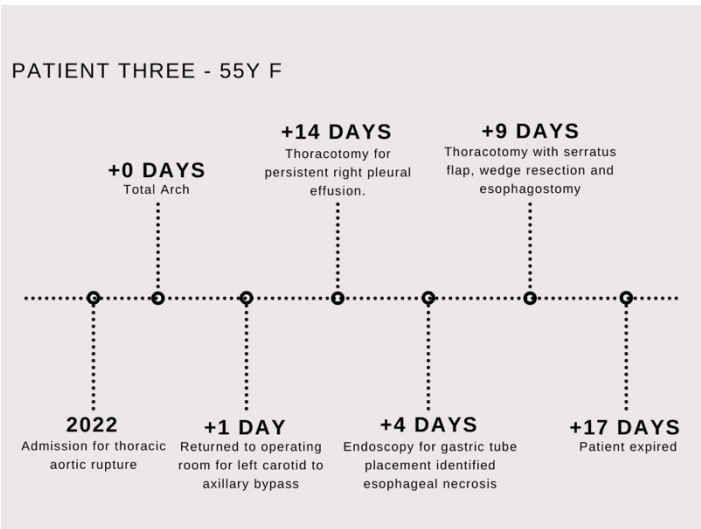 PATIENT THREE - 55Y F
+0 DAYS
Total Arch
+14 DAYS
Thoracotomy for
persistent right pleural
effusion.
+9 DAYS
Thoracotomy with serratus
flap, wedge resection and
esophagostomy
2022
Admission for thoracic
aortic rupture
+1 DAY
Returned to operating
room for left carotid to
axillary bypass
+4 DAYS
Endoscopy for gastric tube
placement identified
esophageal necrosis
+17 DAYS
Patient expired